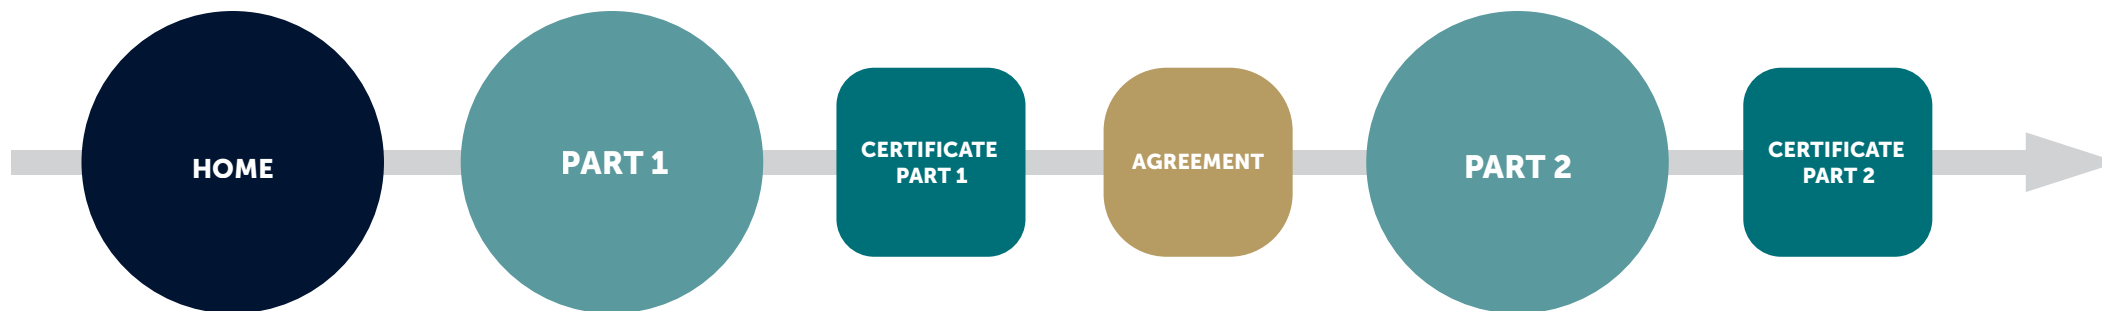 HOME
PART 1
CERTIFICATE
PART 1
AGREEMENT
PART 2
CERTIFICATE
PART 2